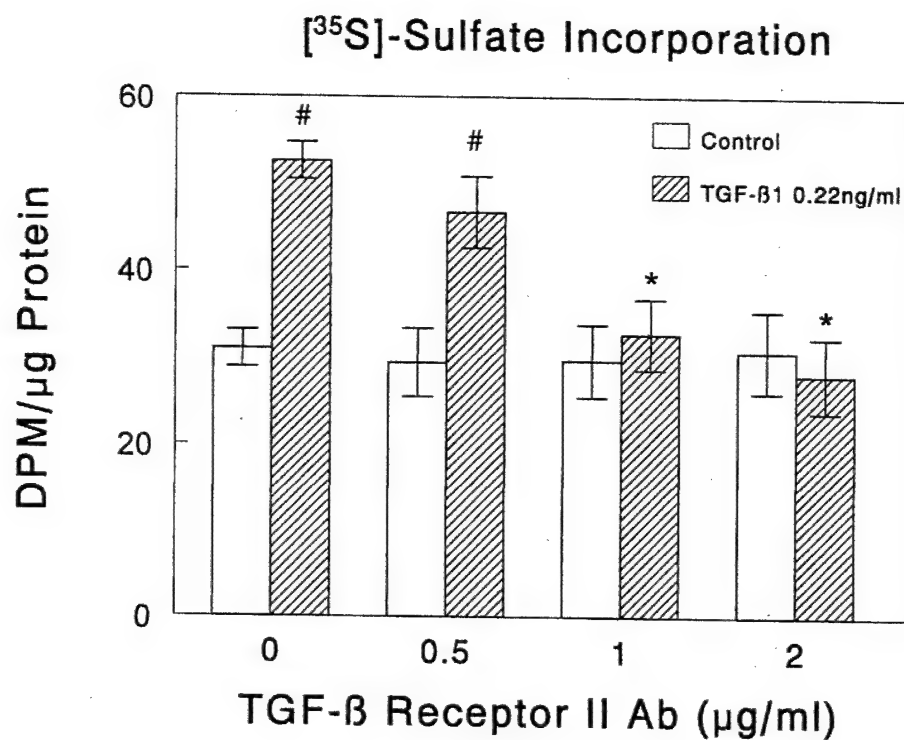 [³⁵S]-Sulfate Incorporation
60
40
20
0
DPM/µg Protein
# # * *
Control
TGF-ß1 0.22ng/ml
0 0.5 1 2
TGF-ß Receptor II Ab (µg/ml)